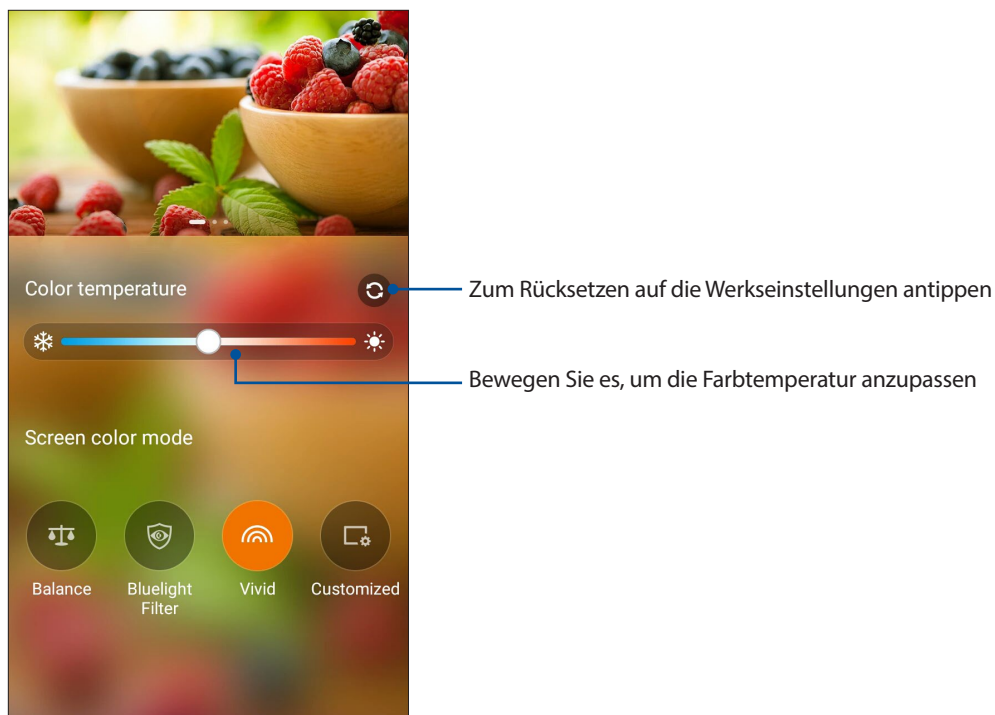 Color temperature
Zum Rücksetzen auf die Werkseinstellungen antippen
Bewegen Sie es, um die Farbtemperatur anzupassen
Screen color mode
Balance
Bluelight
Filter
Vivid
Customized